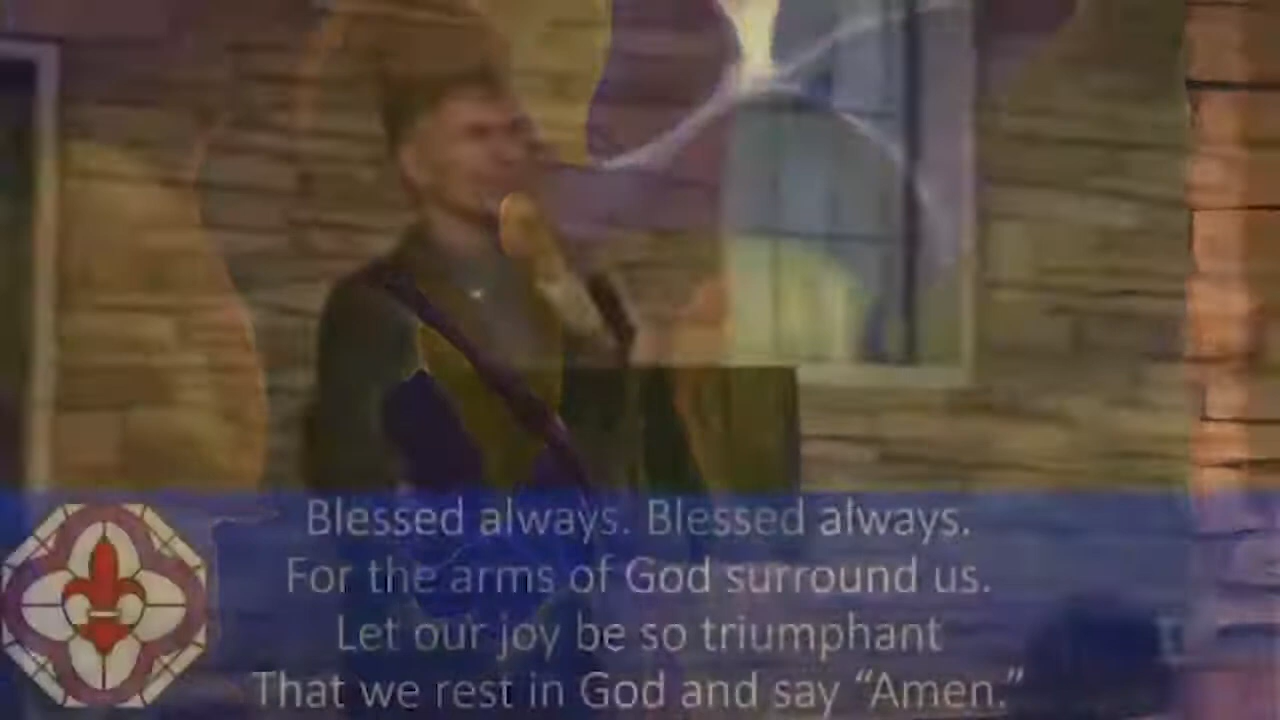 Blessed always. Blessed always.
For the arms of God surround us.
Let our joy be so triumphant
That we rest in God and say “Amen.”